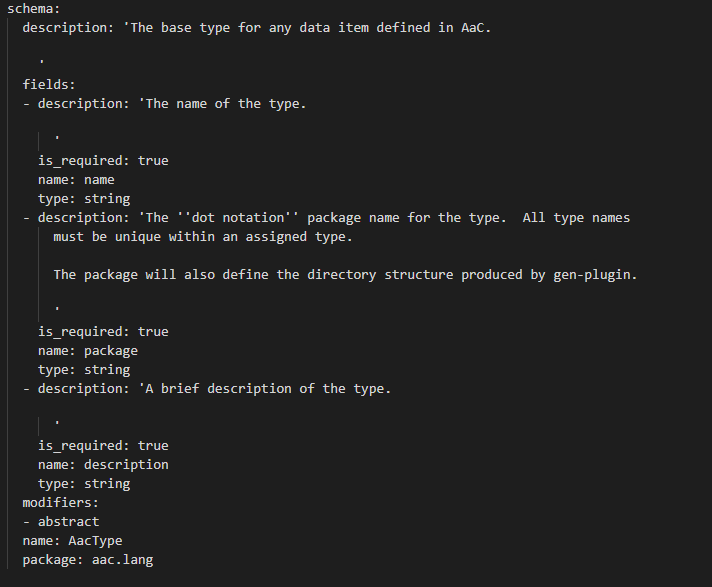 schema:
  description: 'The base type for any data item defined in AaC.

    '
  fields:
  - description: 'The name of the type.

      '
    is_required: true
    name: name
    type: string
  - description: 'The ''dot notation'' package name for the type.  All type names
      must be unique within an assigned type.

      The package will also define the directory structure produced by gen-plugin.

      '
    is_required: true
    name: package
    type: string
  - description: 'A brief description of the type.

      '
    is_required: true
    name: description
    type: string
  modifiers:
  - abstract
  name: AacType
  package: aac.lang